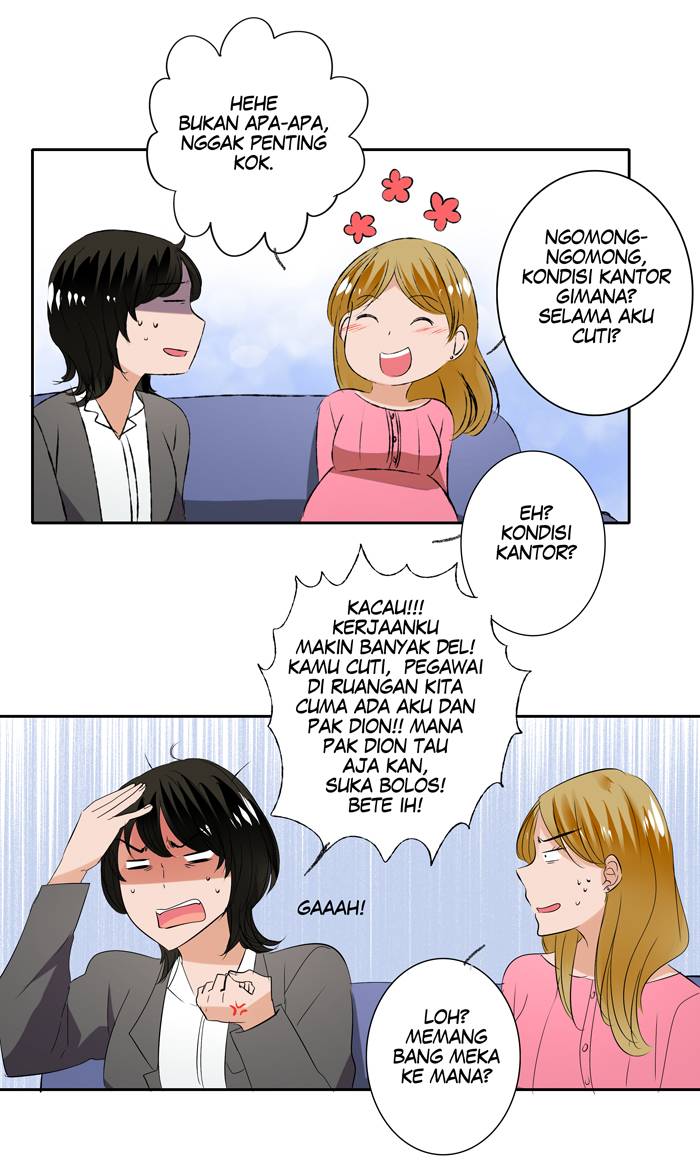 HEHE
BUKAN APA-APA,
NGGAK PENTING
KOK.
NGOMONG-
NGOMONG,
KONDISI KANTOR
GIMANA?
SELAMA AKU
CUTI?
EH?
KONDISI
KANTOR?
KACAU!!!
KERJAANKU
MAKIN BANYAK DEL!
KAMU CUTI, PEGAWAI
DI RUANGAN KITA
CUMA ADA AKU DAN
PAK DION!! MANA
PAK DION TAU
AJA KAN,
SUKA BOLOS!
BETE IH!
GAAAH!
LOH?
MEMANG
BANG MEKA
KE MANA?